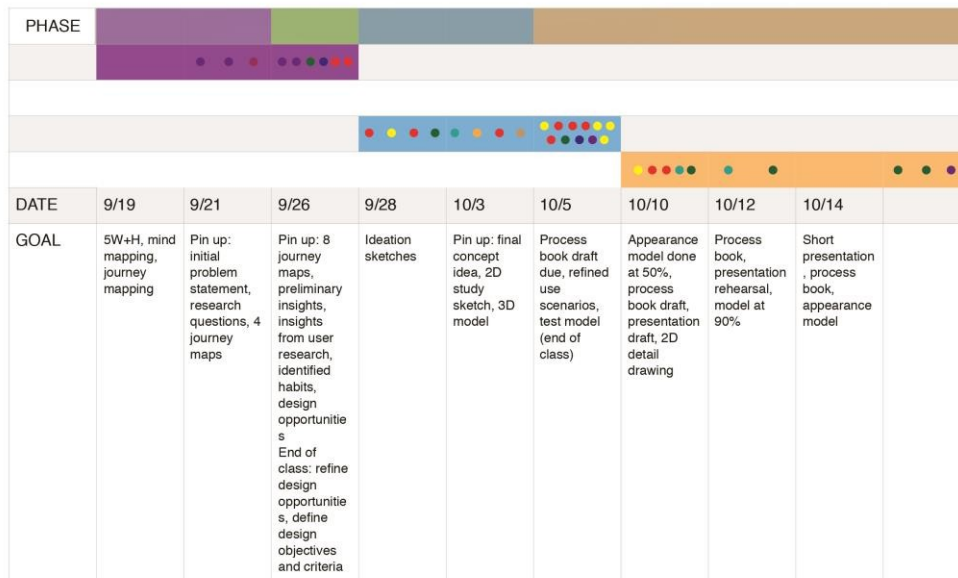 PHASE
DATE
9/19
9/21
9/26
9/28
10/3
10/5
10/10
10/12
10/14
GOAL
5W+H, mind
mapping,
journey
mapping
Pin up:
initial
problem
statement,
research
questions, 4
journey
maps
Pin up: 8
journey
maps,
preliminary
insights,
insights
from user
research,
identified
habits,
design
opportunitie
s
End of
class: refine
design
opportunitie
s, define
design
objectives
and criteria
Ideation
sketches
Pin up: final
concept
idea, 2D
study
sketch, 3D
model
Process
book draft
due, refined
use
scenarios,
test model
(end of
class)
Appearance
model done
at 50%,
process
book draft,
presentation
draft, 2D
detail
drawing
Process
book,
presentation
rehearsal,
model at
90%
Short
presentation
, process
book,
appearance
model